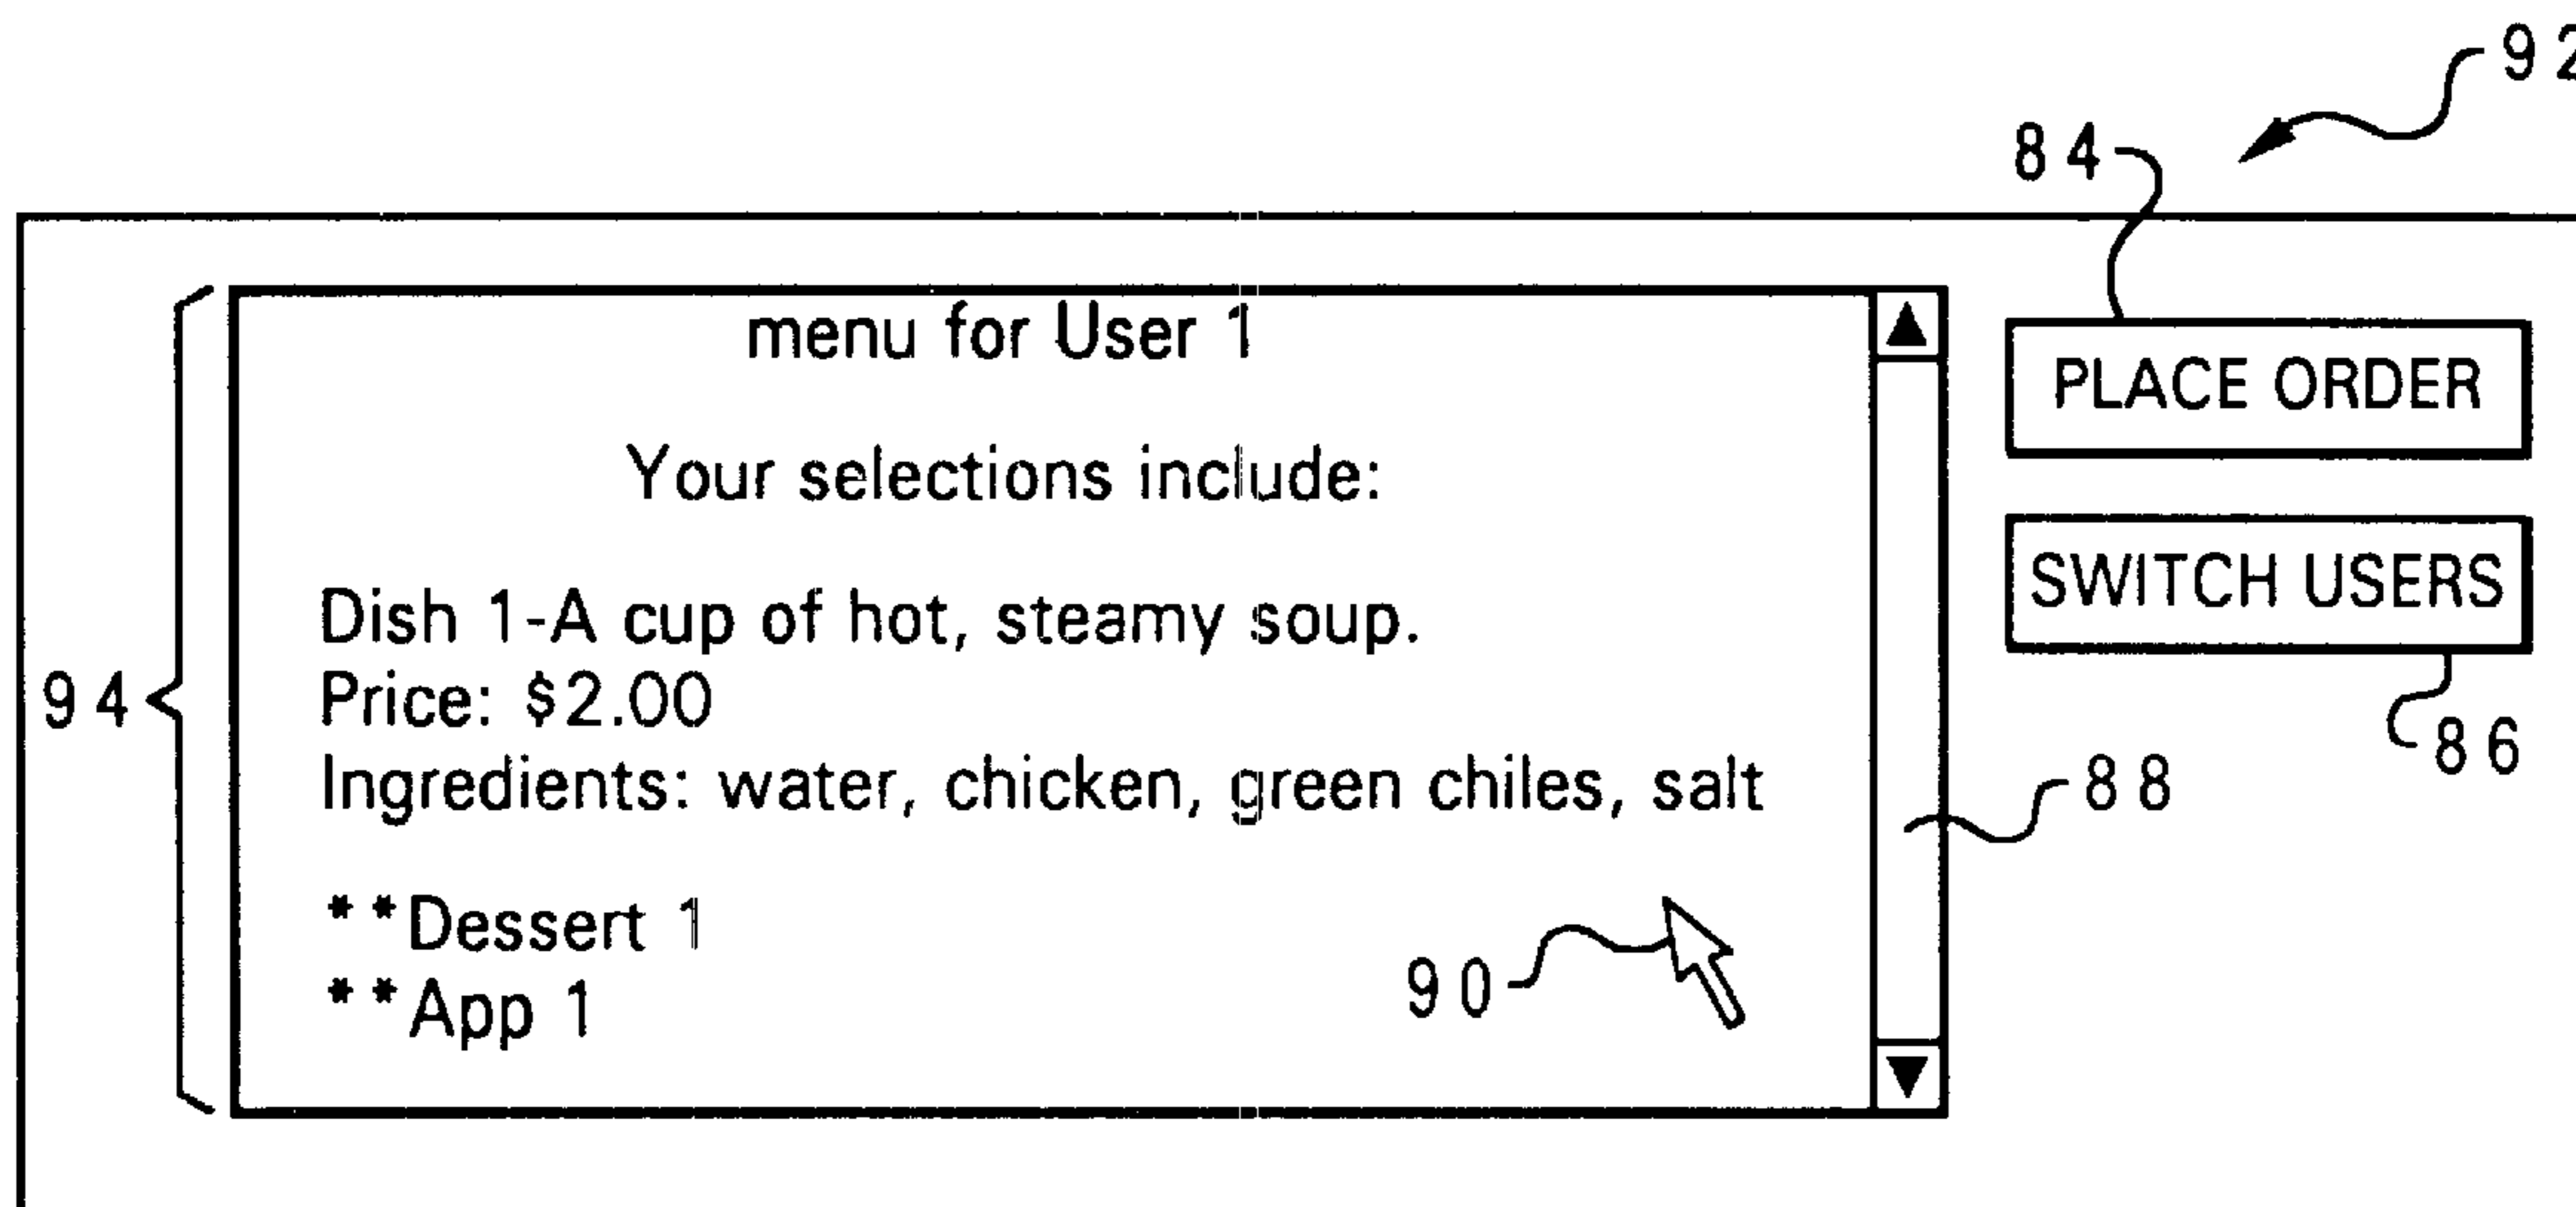 92
84
menu for User 1
PLACE ORDER
Your selections include:
SWITCH USERS
Dish 1-A cup of hot, steamy soup.
94
Price: $2.00
86
Ingredients: water, chicken, green chiles, salt
88
**Dessert 1
90
**App 1